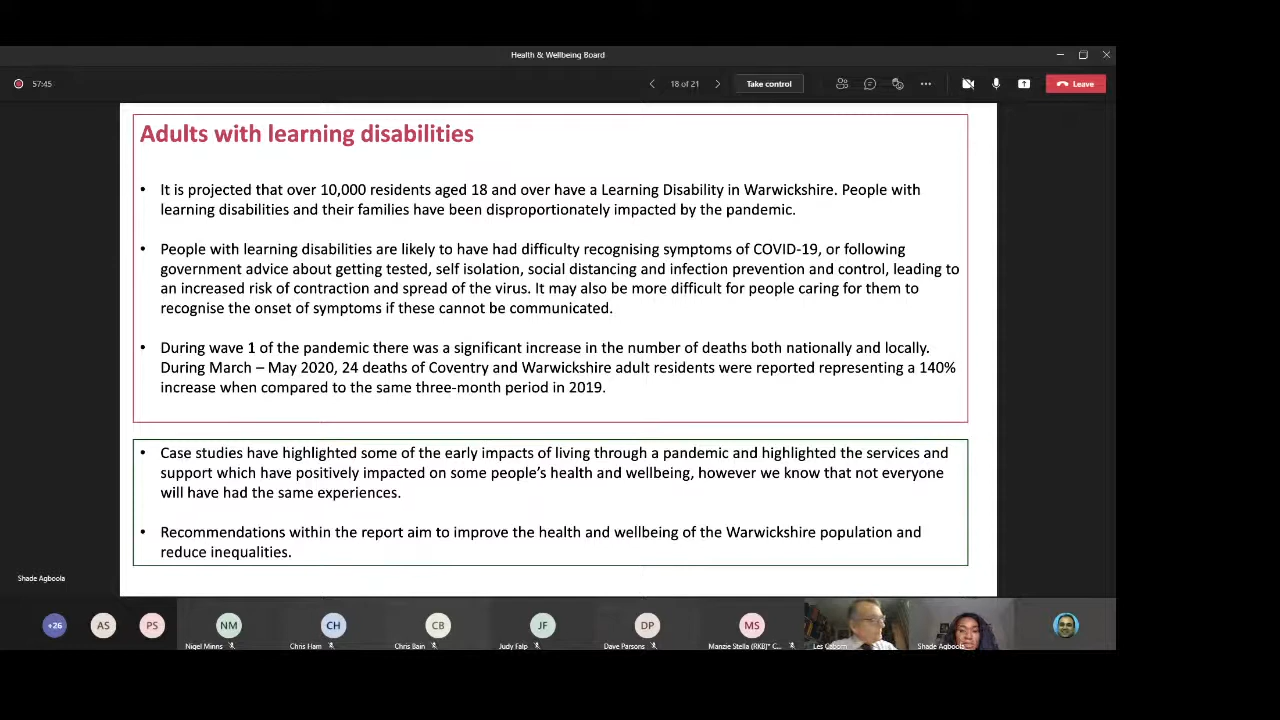 Health & Wellbeing Board
57:45
18 of 21
Take control
Leave
Adults with learning disabilities
• It is projected that over 10,000 residents aged 18 and over have a Learning Disability in Warwickshire. People with
learning disabilities and their families have been disproportionately impacted by the pandemic.
• People with learning disabilities are likely to have had difficulty recognising symptoms of COVID-19, or following
government advice about getting tested, self isolation, social distancing and infection prevention and control, leading to
an increased risk of contraction and spread of the virus. It may also be more difficult for people caring for them to
recognise the onset of symptoms if these cannot be communicated.
• During wave 1 of the pandemic there was a significant increase in the number of deaths both nationally and locally.
During March – May 2020, 24 deaths of Coventry and Warwickshire adult residents were reported representing a 140%
increase when compared to the same three-month period in 2019.
• Case studies have highlighted some of the early impacts of living through a pandemic and highlighted the services and
support which have positively impacted on some people's health and wellbeing, however we know that not everyone
will have had the same experiences.
• Recommendations within the report aim to improve the health and wellbeing of the Warwickshire population and
reduce inequalities.
Shade Agboola
+26
AS
PS
NM
CH
CB
JF
DP
MS
Nigel Minns
Chris Ham
Chris Bain
Judy Falp
Dave Parsons
Manzie Stella (RKB)* C...
Les Caborn
Shade Agboola